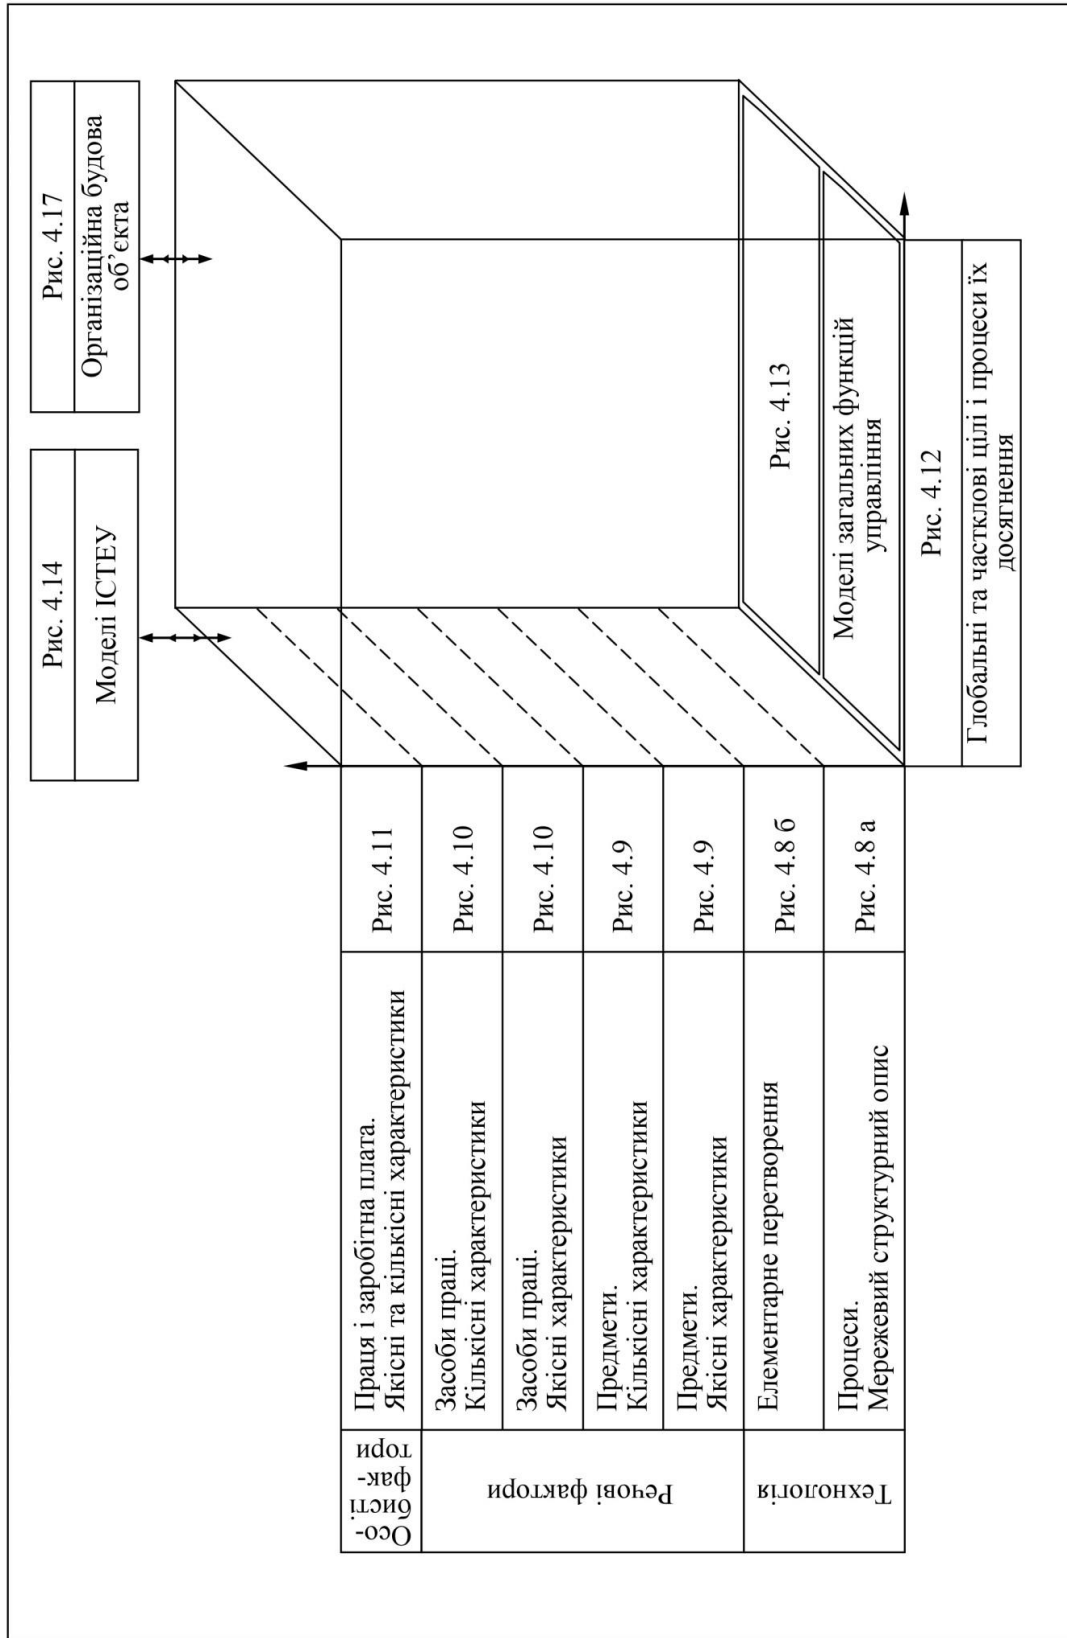 Рис. 4.14
Моделі ІСТЕУ
Рис. 4.17
Організаційна будова
об’єкта
Осо-
бисті
фак-
тори
Праця і заробітна плата.
Якісні та кількісні характеристики
Рис. 4.11
Речові фактори
Засоби праці.
Кількісні характеристики
Рис. 4.10
Засоби праці.
Якісні характеристики
Рис. 4.10
Предмети.
Кількісні характеристики
Рис. 4.9
Предмети.
Якісні характеристики
Рис. 4.9
Технологія
Елементарне перетворення
Рис. 4.8 б
Процеси.
Мережевий структурний опис
Рис. 4.8 а
Рис. 4.13
Моделі загальних функцій
управління
Рис. 4.12
Глобальні та частклові цілі і процеси їх
досягнення